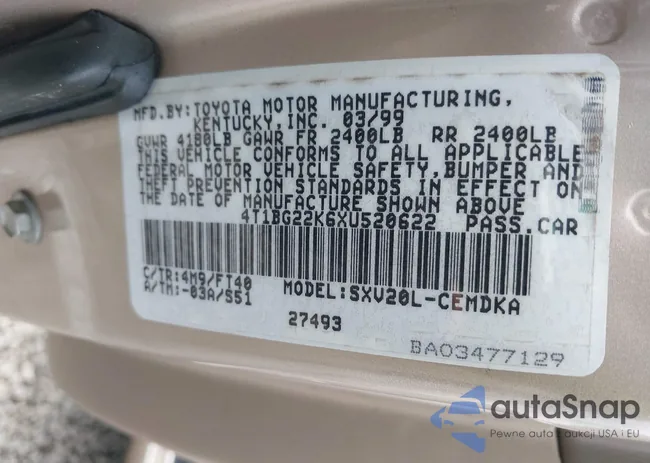 MFD.BY:TOYOTA MOTOR MANUFACTURING,
KENTUCKY, INC. 03/99
GVWR 4180LB GAWR FR 2400LB RR 2400LB
THIS VEHICLE CONFORMS TO ALL APPLICABLE
FEDERAL MOTOR VEHICLE SAFETY, BUMPER AND
THEFT PREVENTION STANDARDS IN EFFECT ON
THE DATE OF MANUFACTURE SHOWN ABOVE
4T1BG22K6XU520622 PASS.CAR
C/TR:4M9/FT40
A/TM:-03A/S51 MODEL:SXV20L-CEMDKA
27493
BA03477129
autaSnap
Pewne auta z aukcji USA i EU